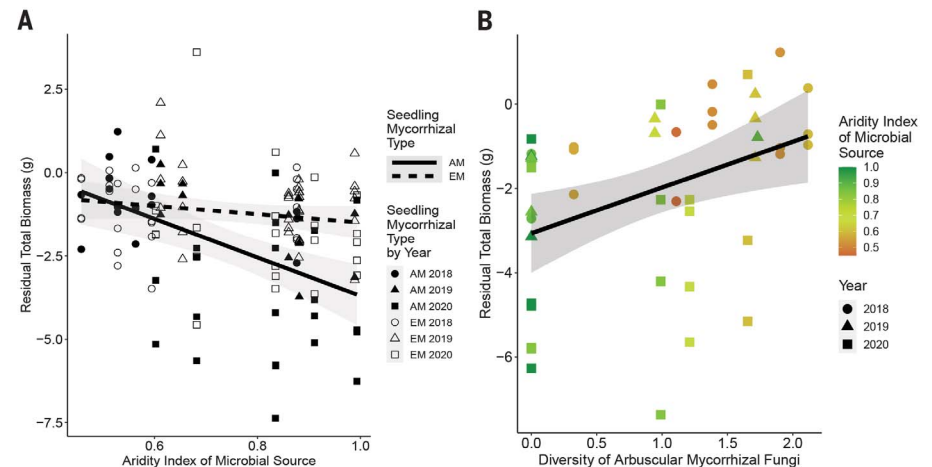 A
Residual Total Biomass (g)
2.5
0.0
−2.5
−5.0
−7.5
0.6
0.8
1.0
Aridity Index of Microbial Source
Seedling
Mycorrhizal
Type
AM
EM
Seedling
Mycorrhizal
Type
by Year
AM 2018
AM 2019
AM 2020
EM 2018
EM 2019
EM 2020
B
Residual Total Biomass (g)
0
−2
−4
−6
0.0
0.5
1.0
1.5
2.0
Diversity of Arbuscular Mycorrhizal Fungi
Aridity Index
of Microbial
Source
1.0
0.9
0.8
0.7
0.6
0.5
Year
2018
2019
2020